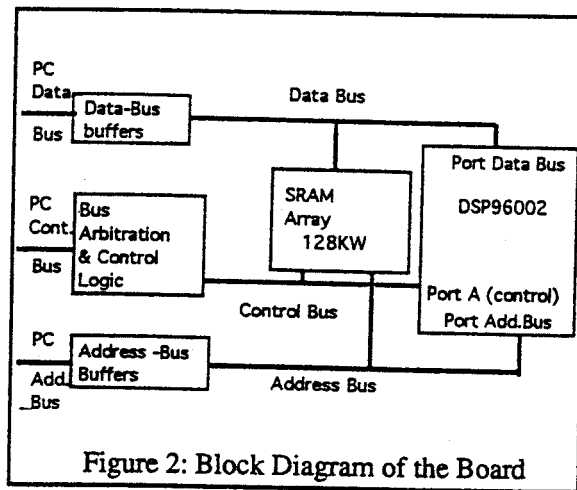 PC
Data
Bus
Data-Bus
buffers
Data Bus
Port Data Bus
DSP96002
Port A (control)
Port Add.Bus
SRAM
Array
128KW
PC
Cont.
Bus
Bus
Arbitration
& Control
Logic
Control Bus
PC
Add.
_Bus
Address -Bus
Buffers
Address Bus
Figure 2: Block Diagram of the Board